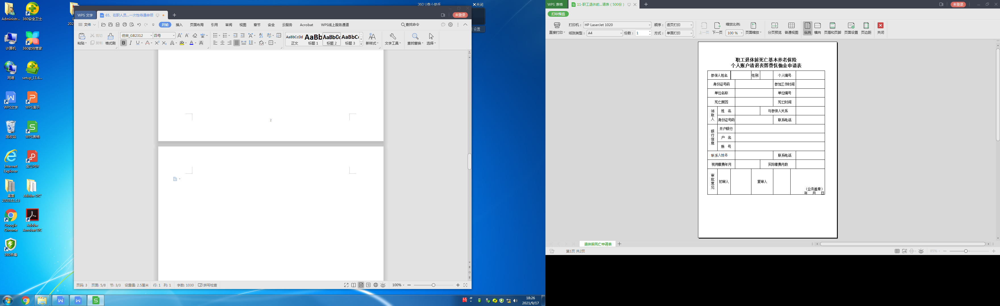 360 U盘小助手
关闭
设置
Administr...
360安全卫士
计算机
360软件管家
网络
setup_11.4...
WPS文字
WPS演示
回收站
WPS表格
Internet
Explorer
金山PDF
桌面
2020.11.13
Adobe DC'
Google
Chrome
Adobe
Acrobat DC
360杀毒
WPS 文字
65、在职人员...一次性待遇申领
未登录
文件
开始
插入
页面布局
引用
审阅
视图
章节
安全
云服务
Acrobat
WPS线上服务通道
查找命令
粘贴
剪切
复制
格式刷
仿宋_GB2312
四号
AaBbCcDd
正文
AaBb
标题 1
AaBbCc
标题 2
AaBbC
标题 3
新样式
文字工具
查找替换
选择
2
页码: 3 页面: 5/8 节: 3/3 设置值: 2.5厘米 行: 1 列: 1 字数: 1030 拼写检查
100%
18:26
2021/9/17
WPS 表格
11-职工退休前...请表（500份）
未登录
打印预览
直接打印
打印机：HP LaserJet 1020
纸张类型：A4
份数：1
顺序：逐页打印
方式：单面打印
上一页
下一页
缩放比例:
100 %
页面缩放
分页预览
普通视图
纵向
横向
页眉和页脚
页面设置
页边距
关闭
职工退休前死亡基本养老保险
个人账户清退丧葬费抚恤金申请表
参保人姓名 性别 个人编号
身份证号码 参加工作时间
单位名称 单位编号
死亡原因 死亡时间
领取人 姓 名 与参保人关系
身份证号码 联系电话
银行信息 开户银行
户 名
账 号
联系人姓名 联系电话
视同缴费年月 实际缴费月数
审批意见 初审人 复审人
（业务盖章）
年 月 日
退休前死亡申请表
第1页 共2页
85%